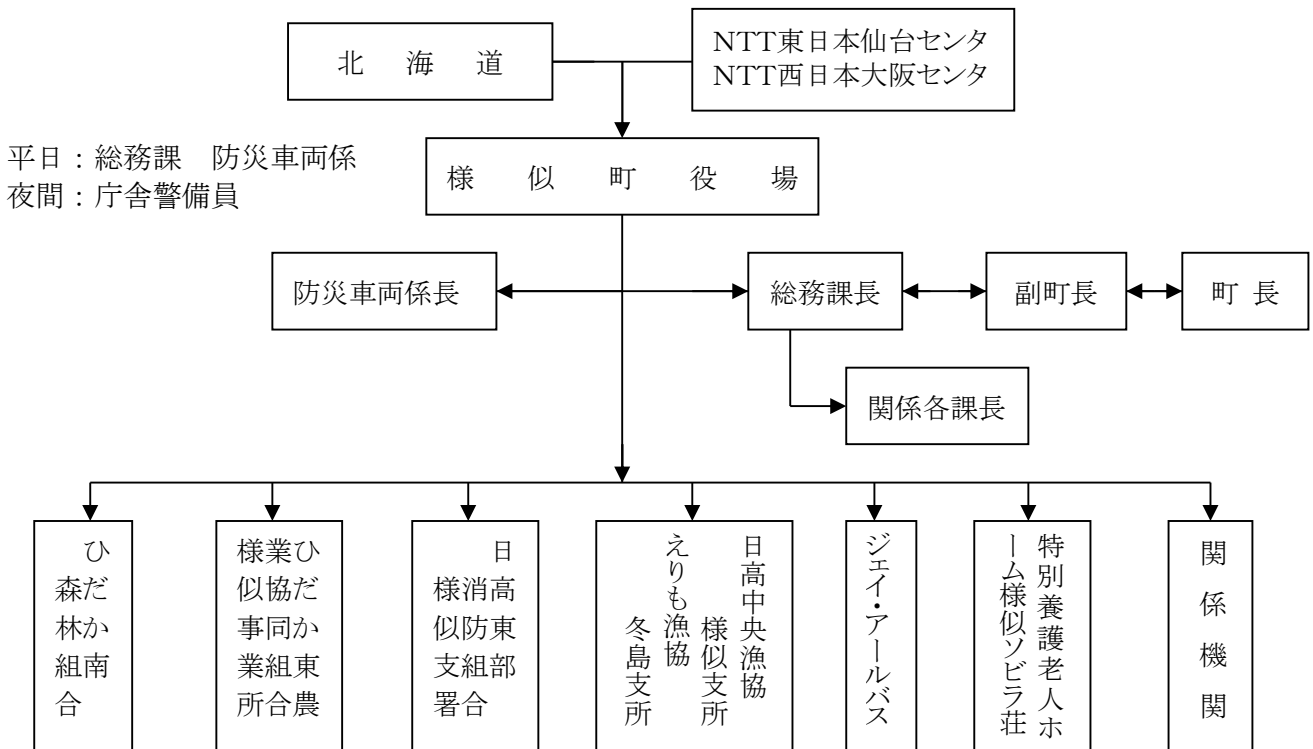 北　海　道
NTT東日本仙台センタ
NTT西日本大阪センタ
平日：総務課　防災車両係
夜間：庁舎警備員
様　似　町　役　場
防災車両係長
総務課長
副町長
町 長
関係各課長
ひだか南
森林組合
ひだか東農
業協同組合
様似事業所
日高東部
消防組合
様似支署
日高中央漁協
様似支所
えりも漁協
冬島支所
ジェイ・アールバス
特別養護老人ホ
ーム様似ソビラ荘
関係機関